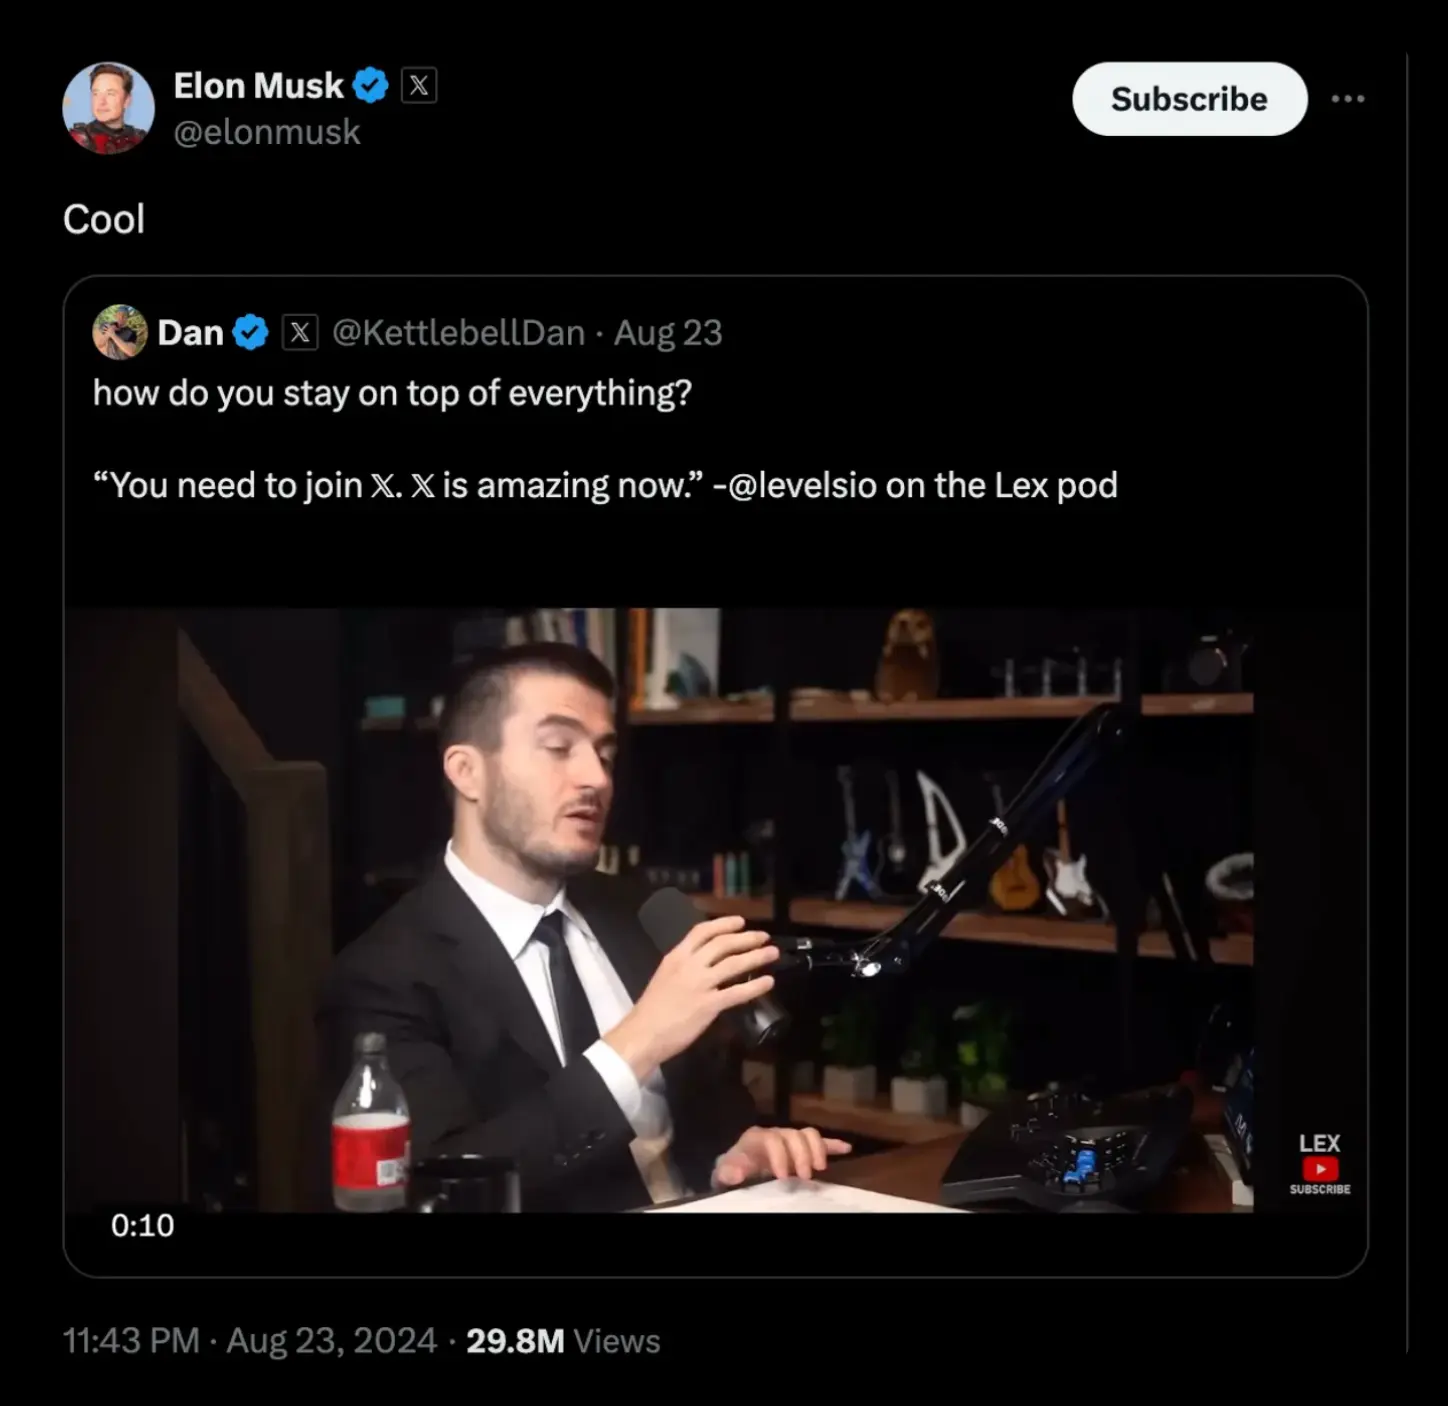 Elon Musk 𝕏
@elonmusk
Subscribe
Cool
Dan 𝕏 @KettlebellDan · Aug 23
how do you stay on top of everything?
“You need to join 𝕏. 𝕏 is amazing now.” -@levelsio on the Lex pod
LEX
SUBSCRIBE
0:10
11:43 PM · Aug 23, 2024 · 29.8M Views